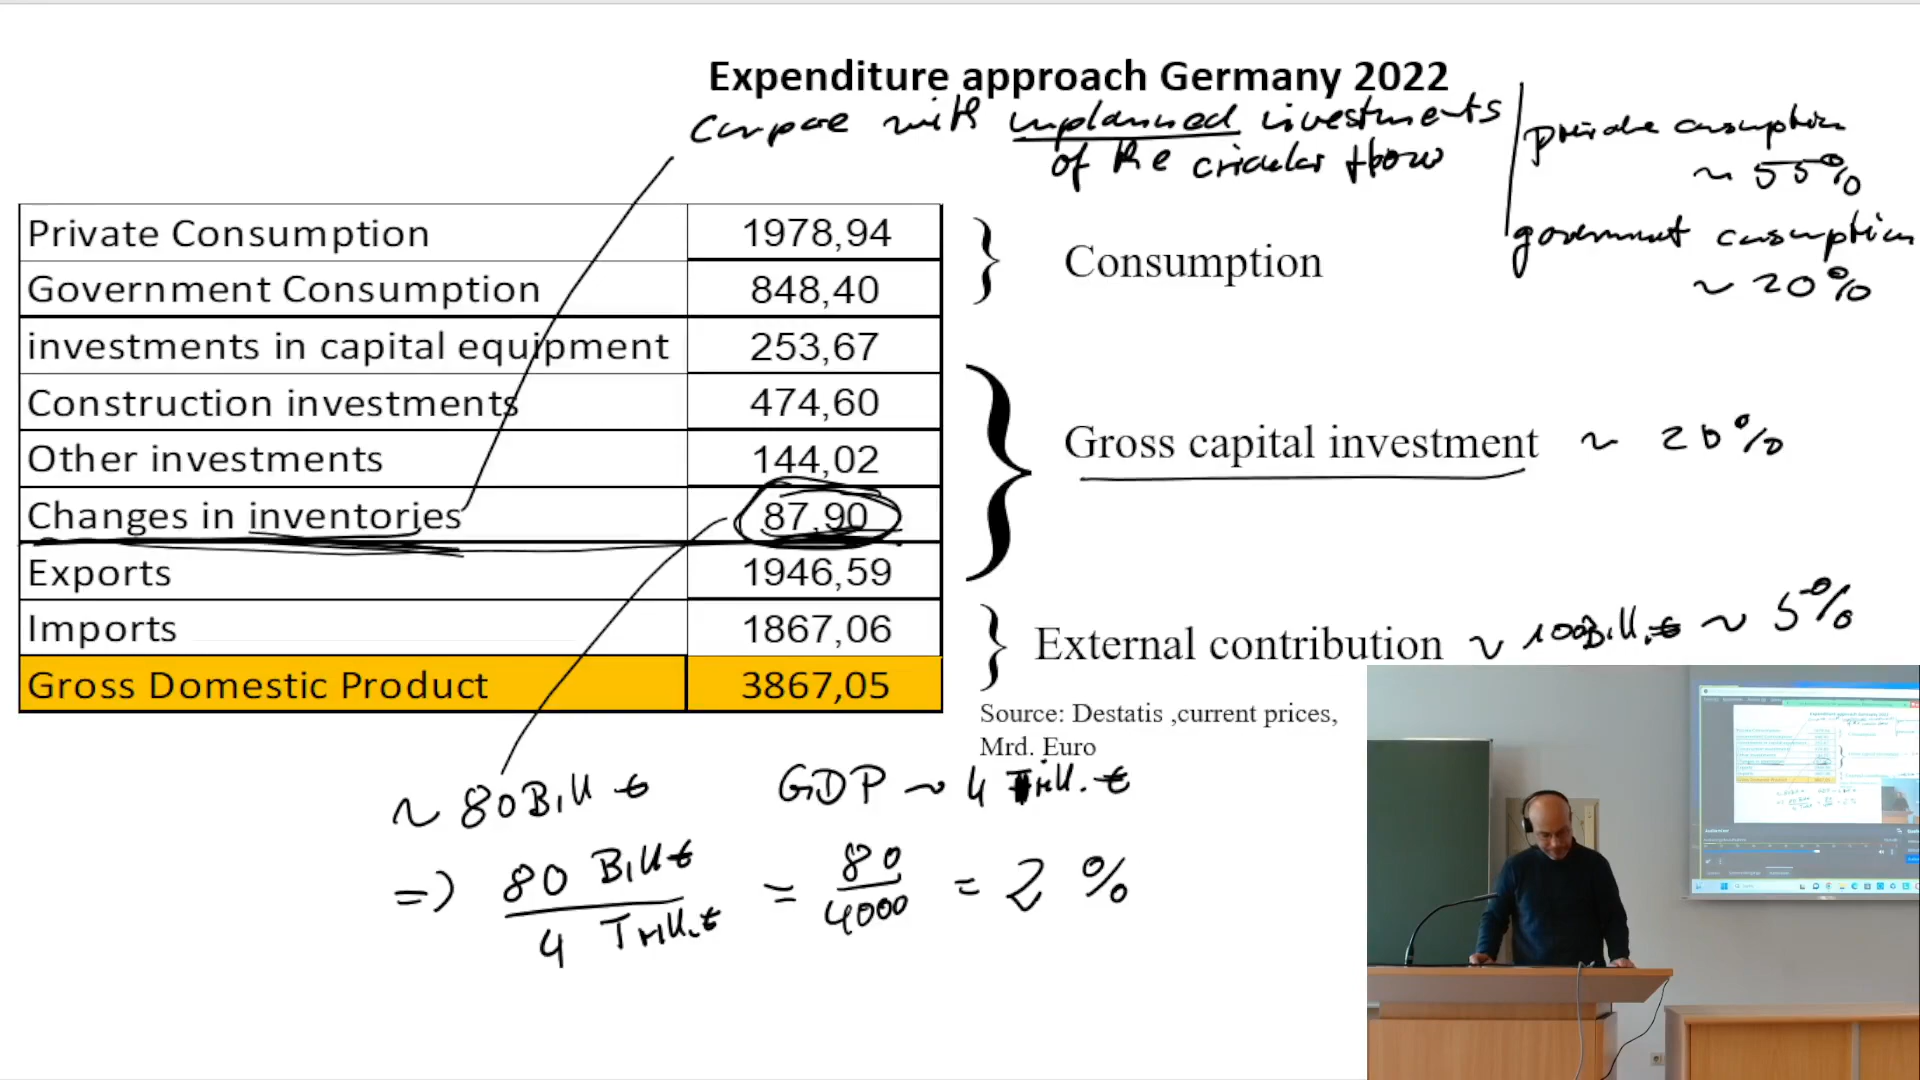 Expenditure approach Germany 2022
compare with unplanned investments
of the circular flow
private consumption
~ 55%
government consumption
~ 20%
Private Consumption 1978,94
Government Consumption 848,40
investments in capital equipment 253,67
Construction investments 474,60
Other investments 144,02
Changes in inventories 87,90
Exports 1946,59
Imports 1867,06
Gross Domestic Product 3867,05
Consumption
Gross capital investment ~ 20%
External contribution ~ 100Bill. € ~ 5%
Source: Destatis ,current prices,
Mrd. Euro
~ 80 Bill € GDP ~ 4 Trill. €
=> 80 Bill € / 4 Trill. € = 80 / 4000 = 2 %